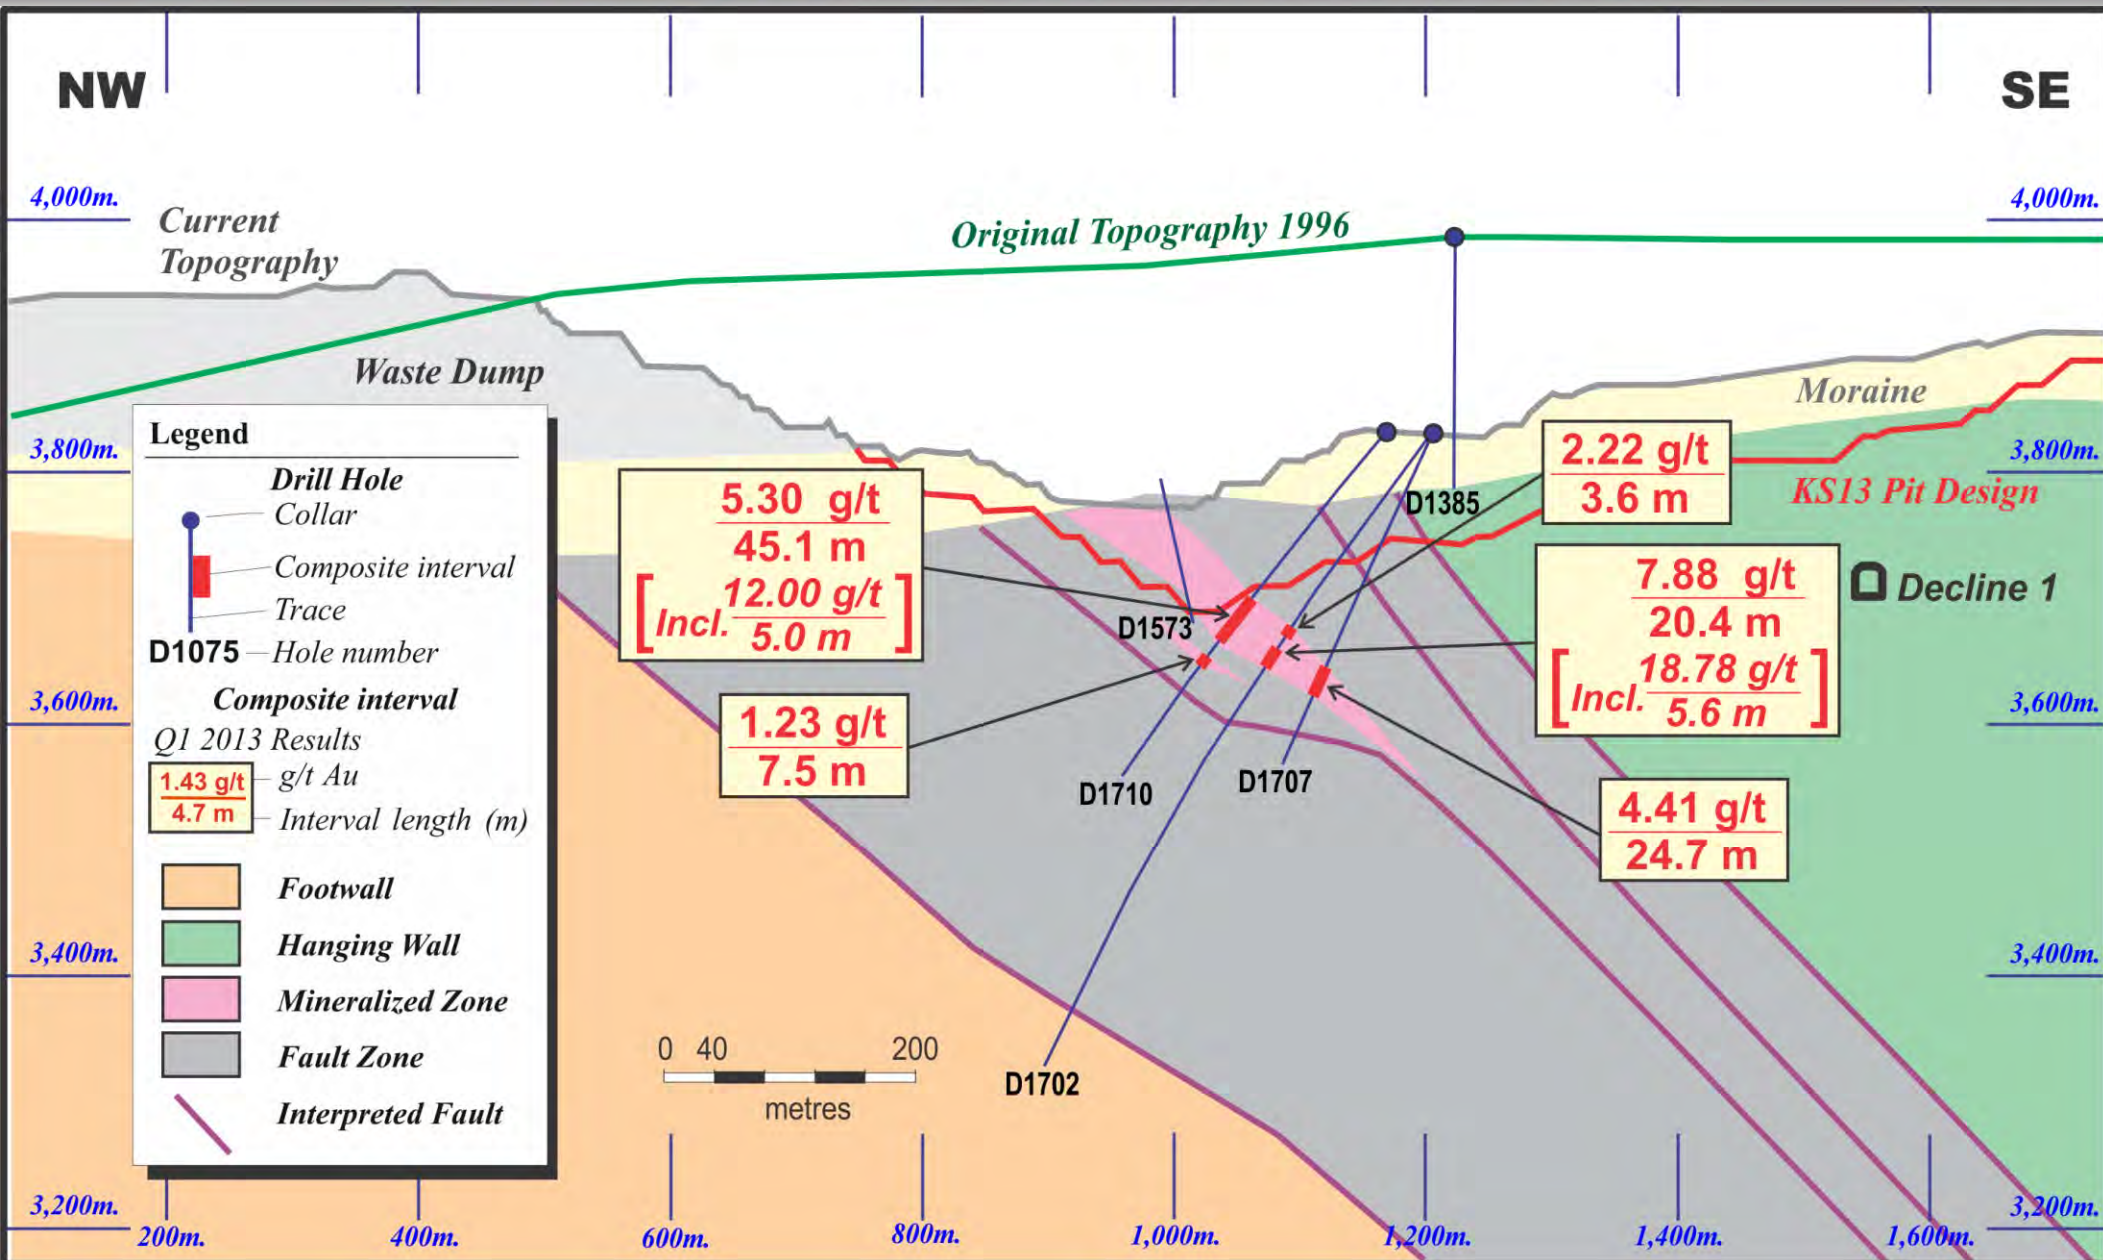 NW
SE
4,000m.
4,000m.
Current
Topography
Original Topography 1996
Waste Dump
Moraine
3,800m.
3,800m.
KS13 Pit Design
Legend
Drill Hole
Collar
Composite interval
Trace
D1075
Hole number
Composite interval
Q1 2013 Results
1.43 g/t
4.7 m
g/t Au
Interval length (m)
Footwall
Hanging Wall
Mineralized Zone
Fault Zone
Interpreted Fault
5.30 g/t
45.1 m
[Incl. 12.00 g/t
5.0 m]
1.23 g/t
7.5 m
D1385
2.22 g/t
3.6 m
7.88 g/t
20.4 m
[Incl. 18.78 g/t
5.6 m]
Decline 1
4.41 g/t
24.7 m
D1573
D1710
D1707
D1702
3,600m.
3,600m.
3,400m.
3,400m.
0 40 200
metres
3,200m.
3,200m.
200m. 400m. 600m. 800m. 1,000m. 1,200m. 1,400m. 1,600m.